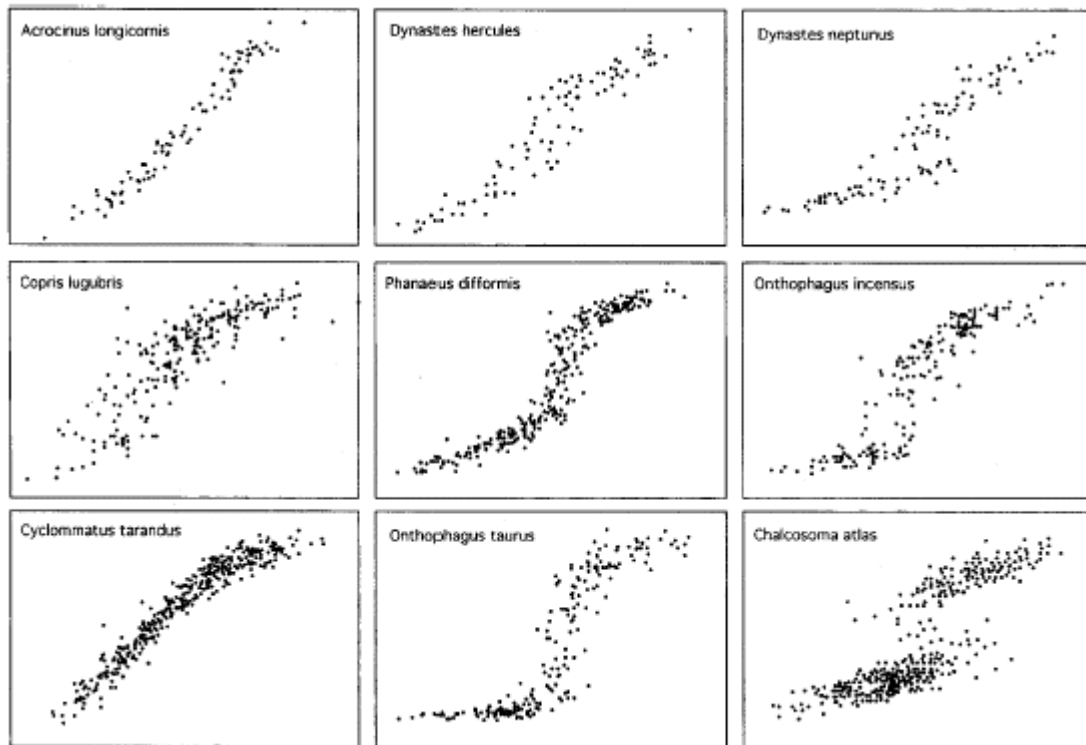 Acrocinus longicornis
Dynastes hercules
Dynastes neptunus
Copris lugubris
Phanaeus difformis
Onthophagus incensus
Cyclommatus tarandus
Onthophagus taurus
Chalcosoma atlas